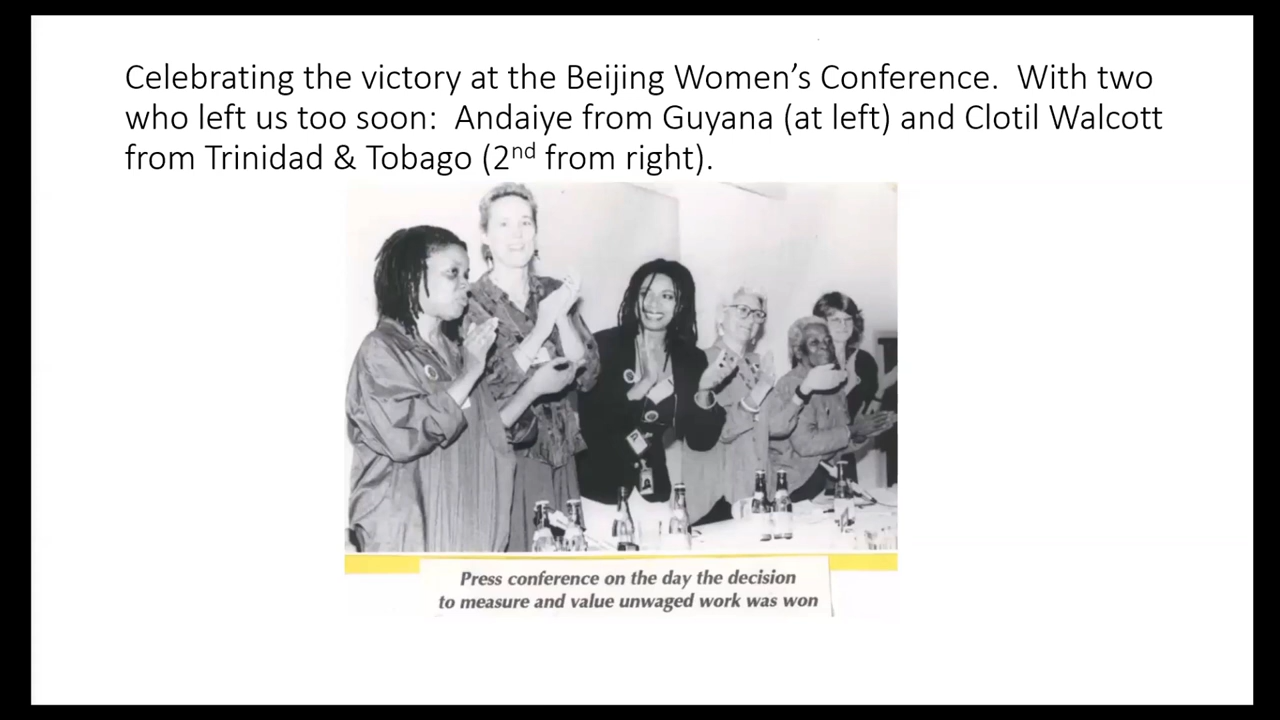 Celebrating the victory at the Beijing Women’s Conference.  With two
who left us too soon:  Andaiye from Guyana (at left) and Clotil Walcott
from Trinidad & Tobago (2nd from right).
Press conference on the day the decision
to measure and value unwaged work was won